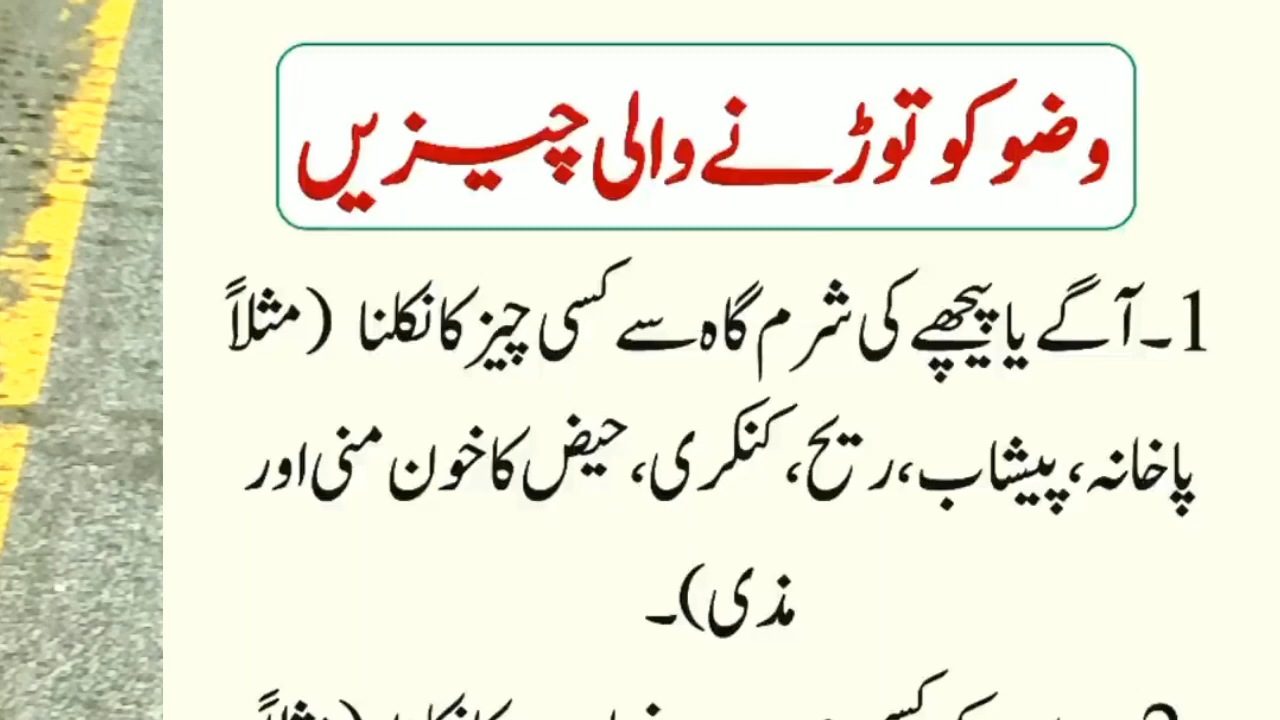 وضو کو توڑنے والی چیزیں
1۔آگے یا پیچھے کی شرم گاہ سے کسی چیز کا نکلنا (مثلاً
پاخانہ، پیشاب،ریح، کنکری، حیض کا خون منی اور
مذی)۔